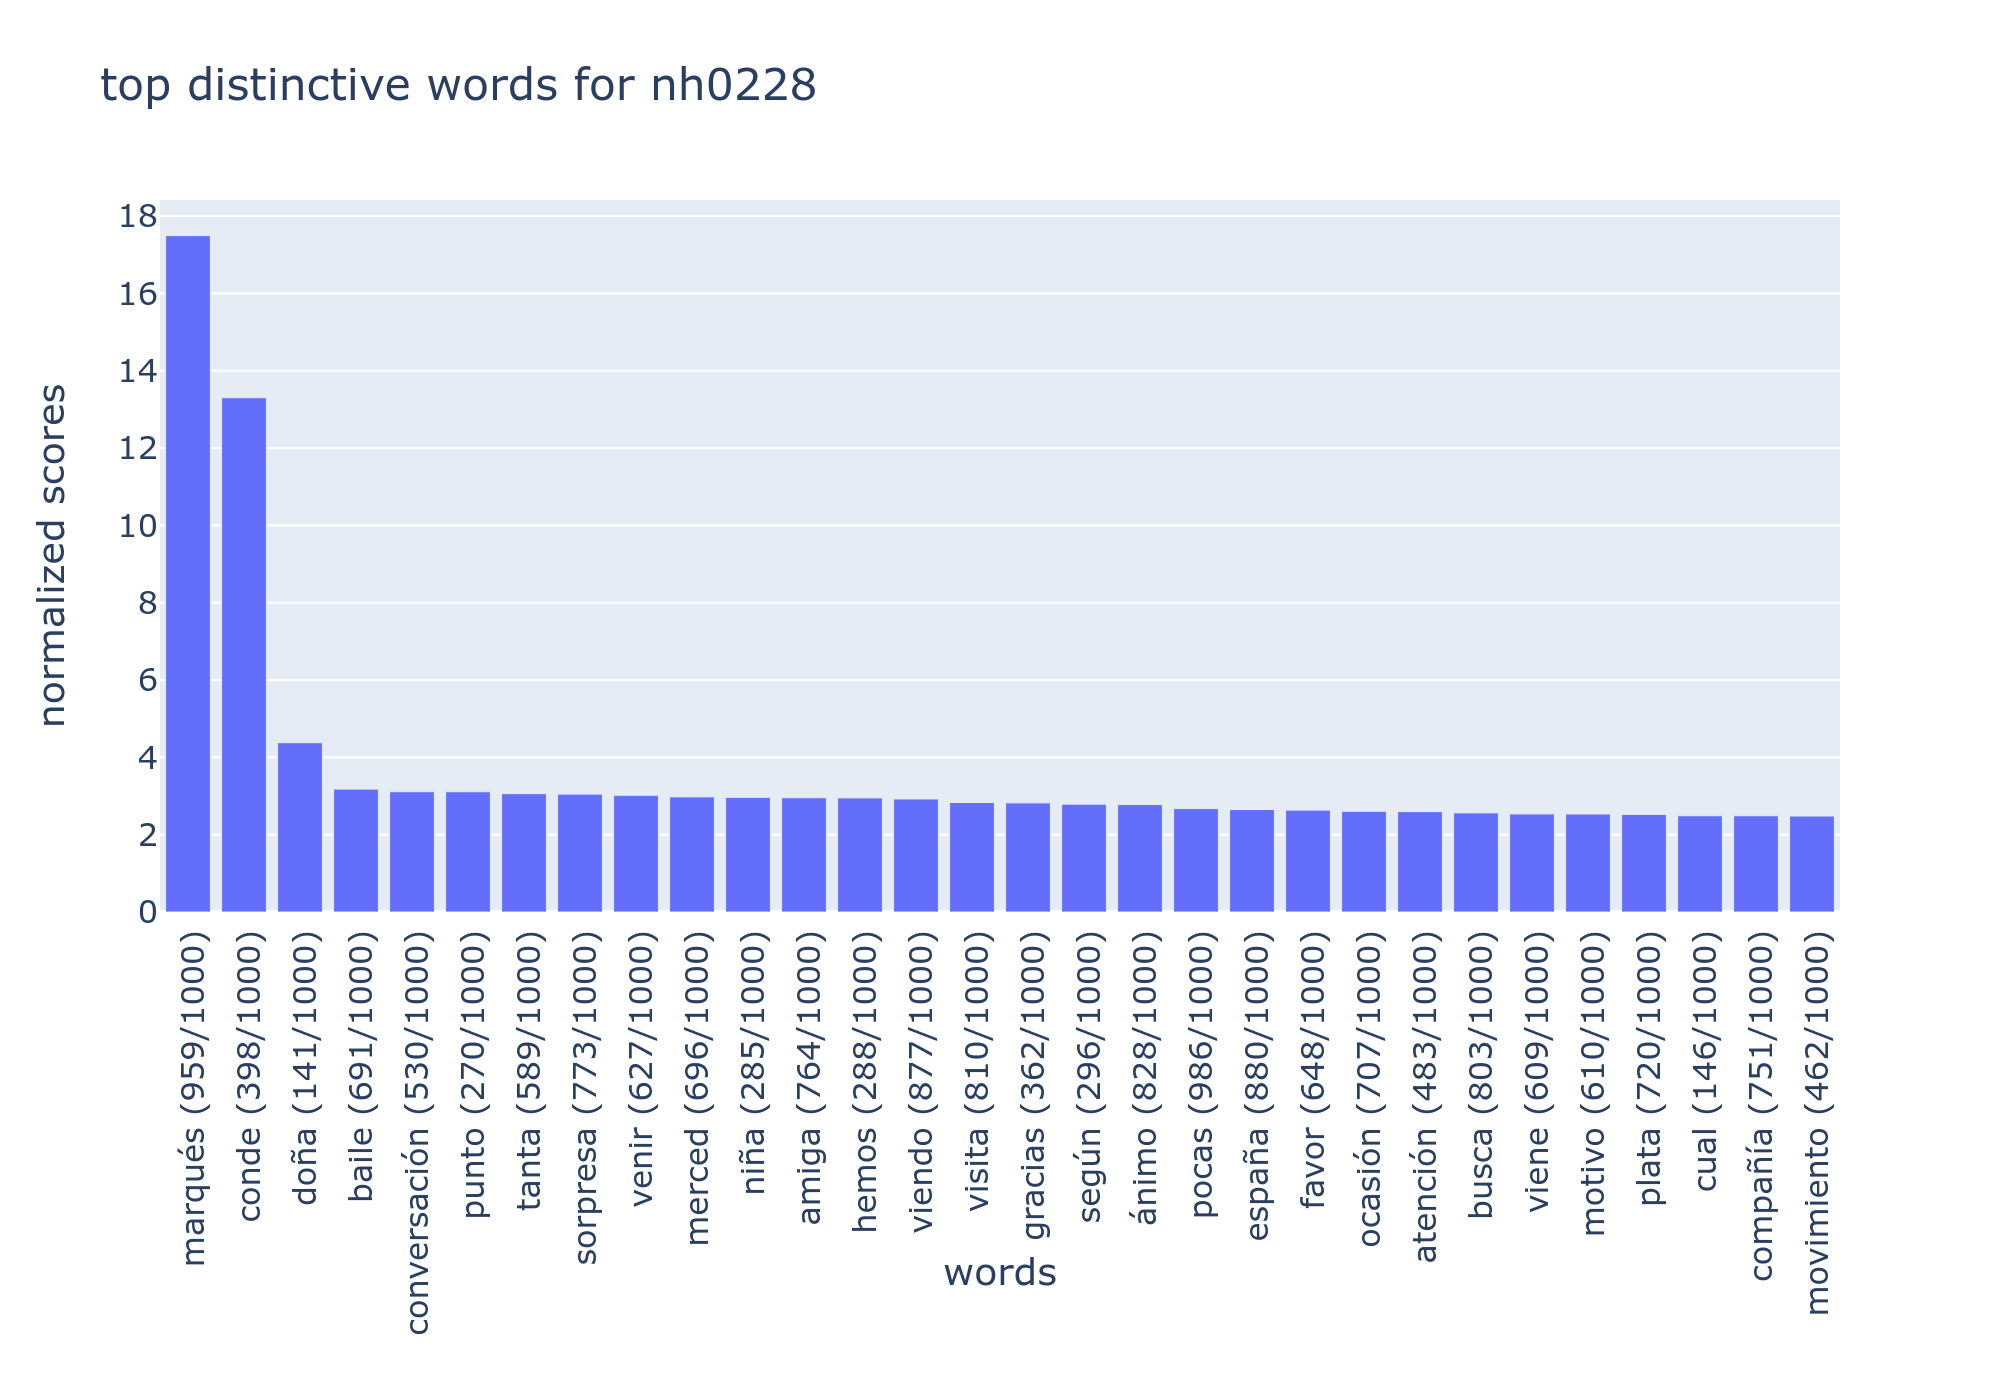 top distinctive words for nh0228
normalized scores
18
16
14
12
10
8
6
4
2
0
marqués (959/1000)
conde (398/1000)
doña (141/1000)
baile (691/1000)
conversación (530/1000)
punto (270/1000)
tanta (589/1000)
sorpresa (773/1000)
venir (627/1000)
merced (696/1000)
niña (285/1000)
amiga (764/1000)
hemos (288/1000)
viendo (877/1000)
visita (810/1000)
gracias (362/1000)
según (296/1000)
ánimo (828/1000)
pocas (986/1000)
españa (880/1000)
favor (648/1000)
ocasión (707/1000)
atención (483/1000)
busca (803/1000)
viene (609/1000)
motivo (610/1000)
plata (720/1000)
cual (146/1000)
compañía (751/1000)
movimiento (462/1000)
words